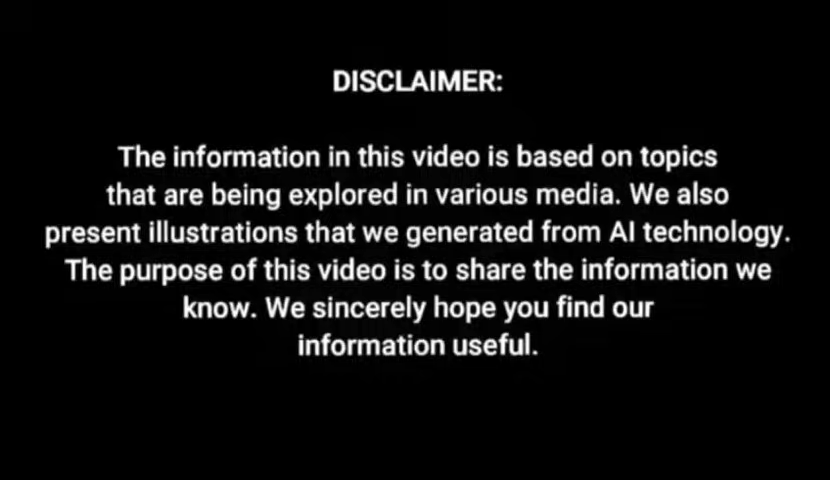 DISCLAIMER:
The information in this video is based on topics
that are being explored in various media. We also
present illustrations that we generated from AI technology.
The purpose of this video is to share the information we
know. We sincerely hope you find our
information useful.